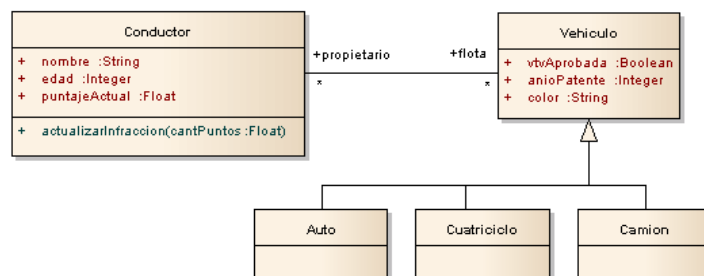 Conductor
+ nombre :String
+ edad :Integer
+ puntajeActual :Float
+ actualizarInfraccion(cantPuntos :Float)
+propietario
*
+flota
*
Vehiculo
+ vtvAprobada :Boolean
+ anioPatente :Integer
+ color :String
Auto
Cuatriciclo
Camion